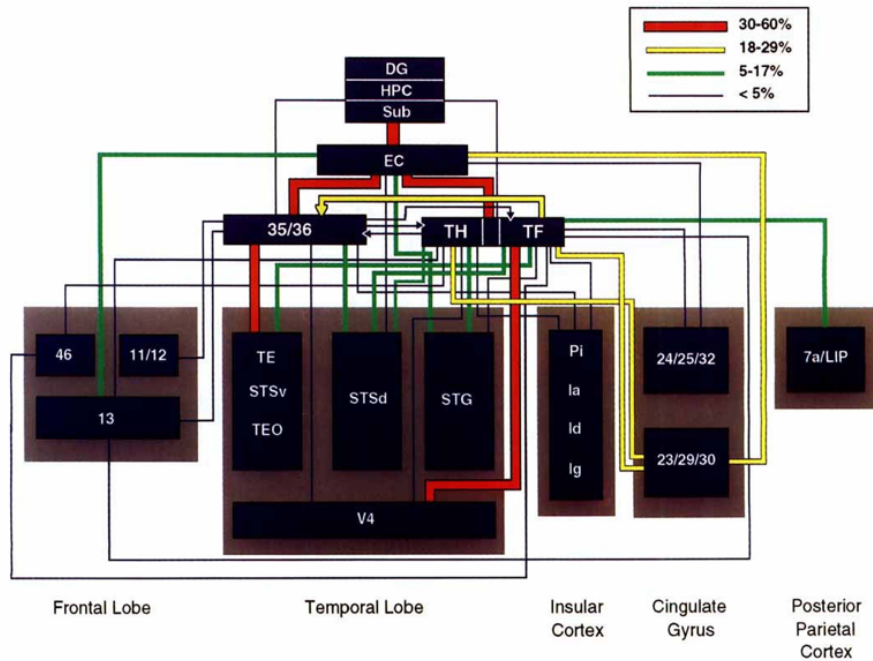 30-60%
18-29%
5-17%
< 5%
DG
HPC
Sub
EC
35/36
TH
TF
46
11/12
13
TE
STSv
TEO
STSd
STG
V4
Pi
Ia
Id
Ig
24/25/32
23/29/30
7a/LIP
Frontal Lobe
Temporal Lobe
Insular
Cortex
Cingulate
Gyrus
Posterior
Parietal
Cortex